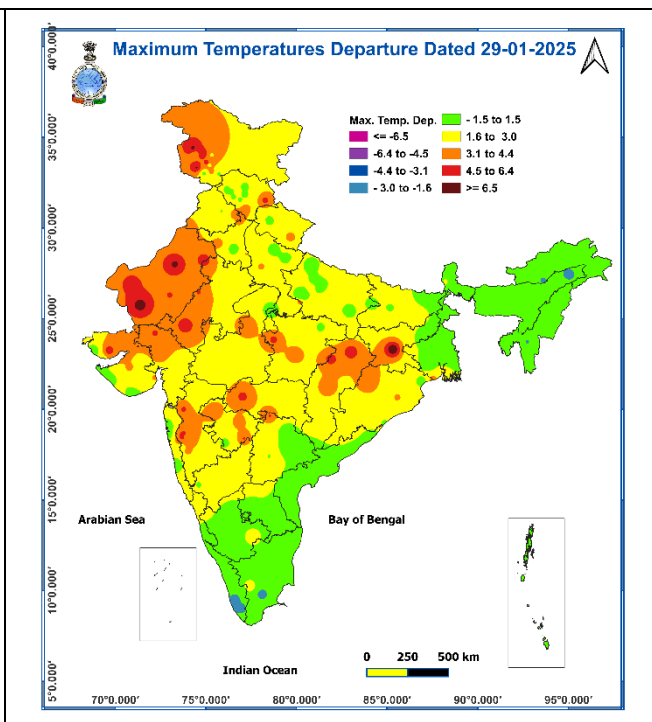 Maximum Temperatures Departure Dated 29-01-2025
Max. Temp. Dep.
<= -6.5
-6.4 to -4.5
-4.4 to -3.1
- 3.0 to -1.6
- 1.5 to 1.5
1.6 to 3.0
3.1 to 4.4
4.5 to 6.4
>= 6.5
40°0.000'
35°0.000'
30°0.000'
25°0.000'
20°0.000'
15°0.000'
10°0.000'
5°0.000'
Arabian Sea
Bay of Bengal
Indian Ocean
0 250 500 km
70°0.000' 75°0.000' 80°0.000' 85°0.000' 90°0.000' 95°0.000'